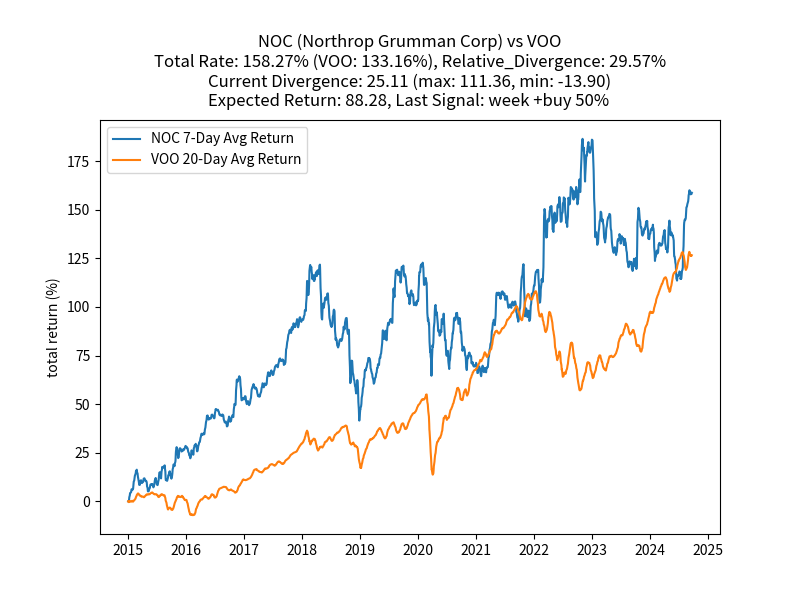 NOC (Northrop Grumman Corp) vs VOO
Total Rate: 158.27% (VOO: 133.16%), Relative_Divergence: 29.57%
Current Divergence: 25.11 (max: 111.36, min: -13.90)
Expected Return: 88.28, Last Signal: week +buy 50%
NOC 7-Day Avg Return
VOO 20-Day Avg Return
total return (%)
175
150
125
100
75
50
25
0
2015 2016 2017 2018 2019 2020 2021 2022 2023 2024 2025